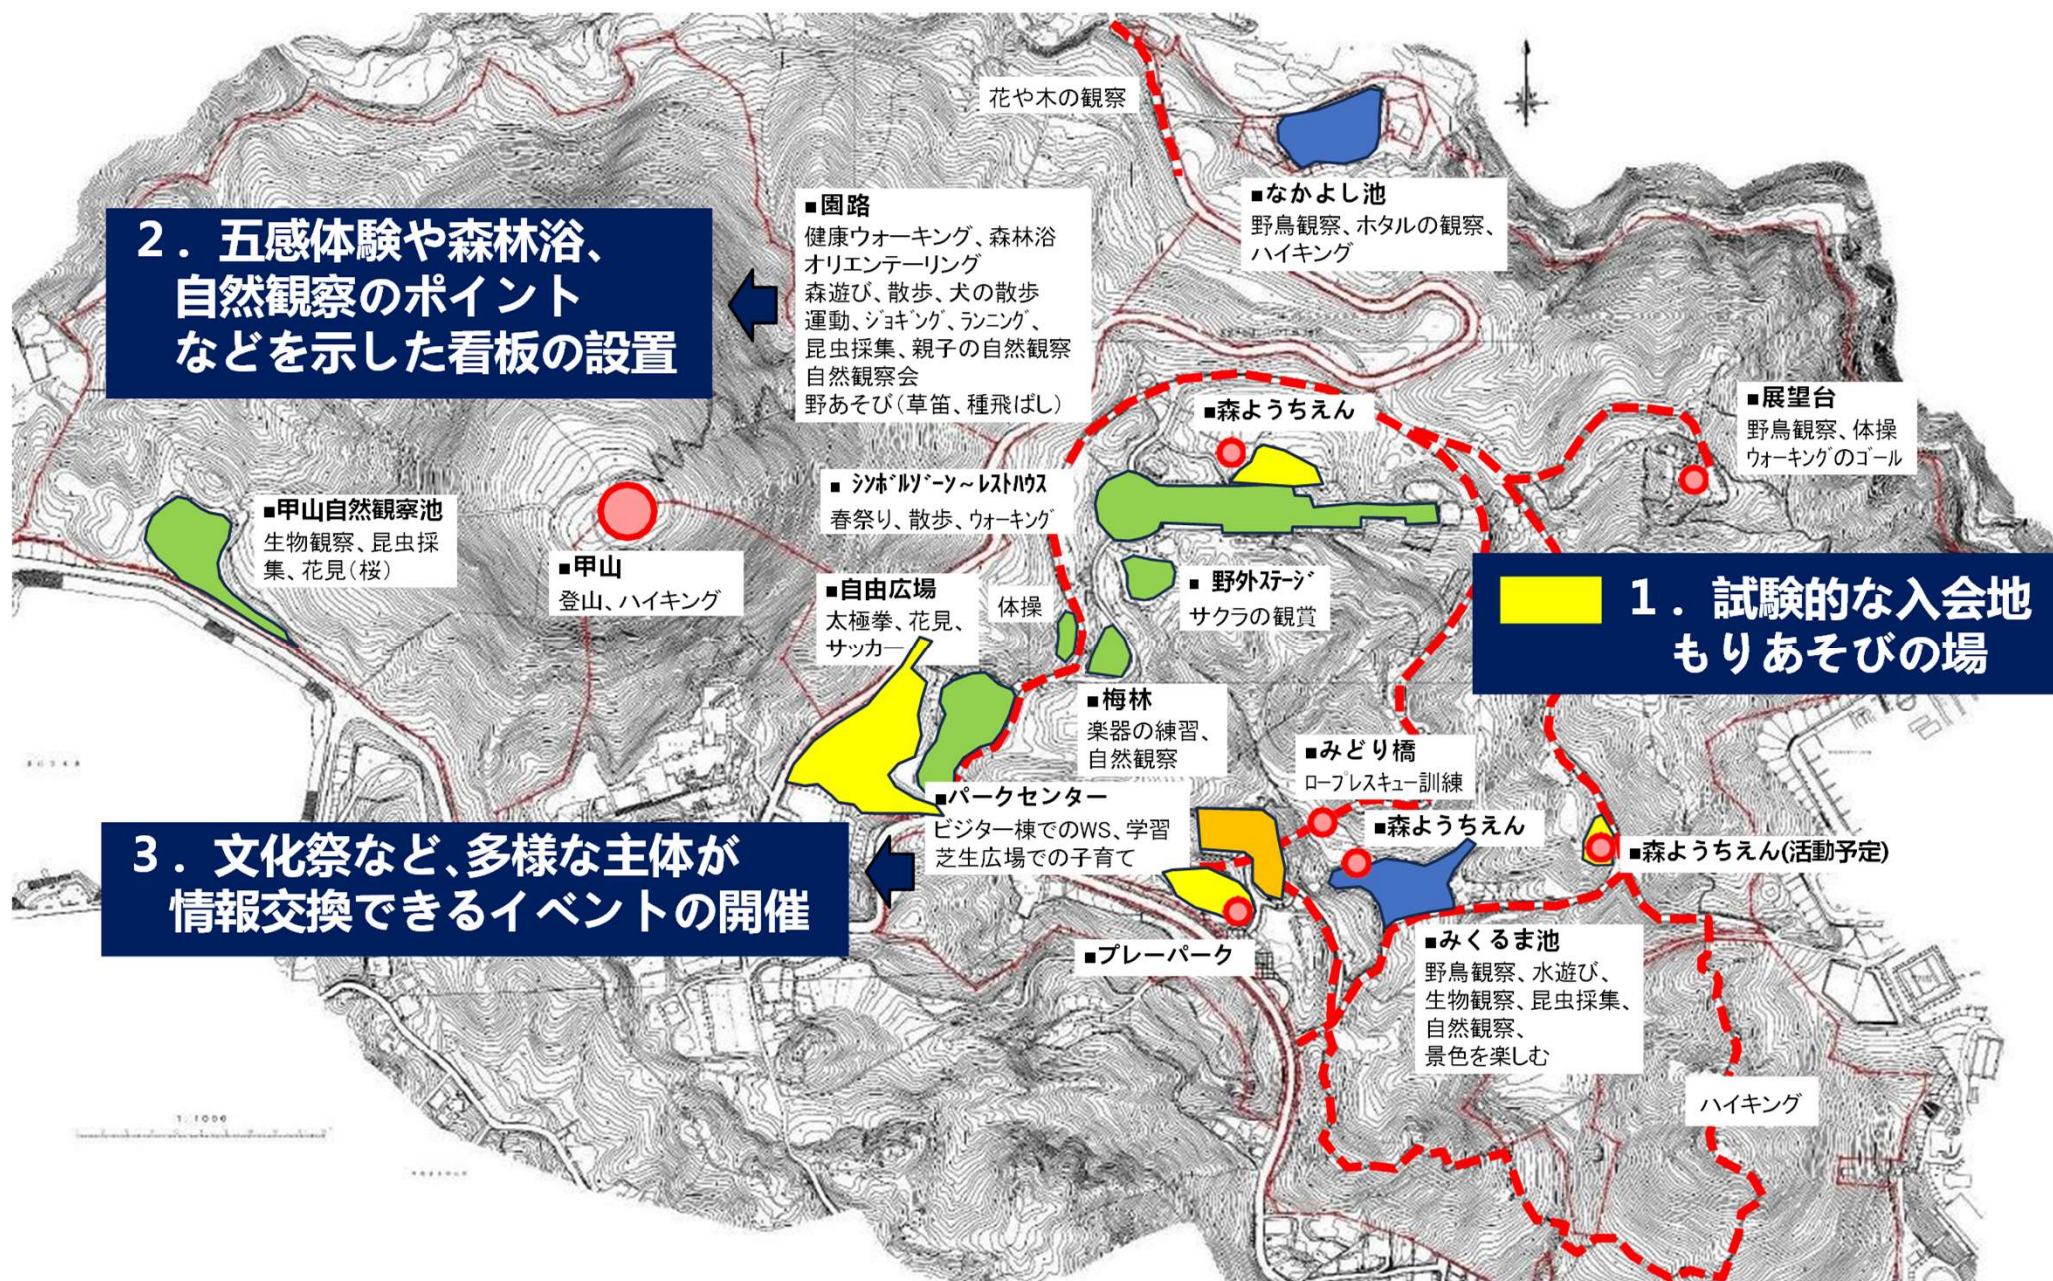 花や木の観察
■なかよし池
野鳥観察、ホタルの観察、
ハイキング
■園路
健康ウォーキング、森林浴
オリエンテーリング
森遊び、散歩、犬の散歩
運動、ジョギング、ランニング、
昆虫採集、親子の自然観察
自然観察会
野あそび(草笛、種飛ばし)
2．五感体験や森林浴、
自然観察のポイント
などを示した看板の設置
■展望台
野鳥観察、体操
ウォーキングのゴール
■森ようちえん
■シンボルゾーン～レストハウス
春祭り、散歩、ウォーキング
■甲山自然観察池
生物観察、昆虫採
集、花見(桜)
■甲山
登山、ハイキング
■自由広場
太極拳、花見、
サッカー
体操
■野外ステージ
サクラの観賞
1．試験的な入会地
もりあそびの場
■梅林
楽器の練習、
自然観察
■みどり橋
ロープレスキュー訓練
■パークセンター
ビジター棟でのWS、学習
芝生広場での子育て
■森ようちえん
■森ようちえん(活動予定)
3．文化祭など、多様な主体が
情報交換できるイベントの開催
■プレーパーク
■みくるま池
野鳥観察、水遊び、
生物観察、昆虫採集、
自然観察、
景色を楽しむ
ハイキング
1:1000